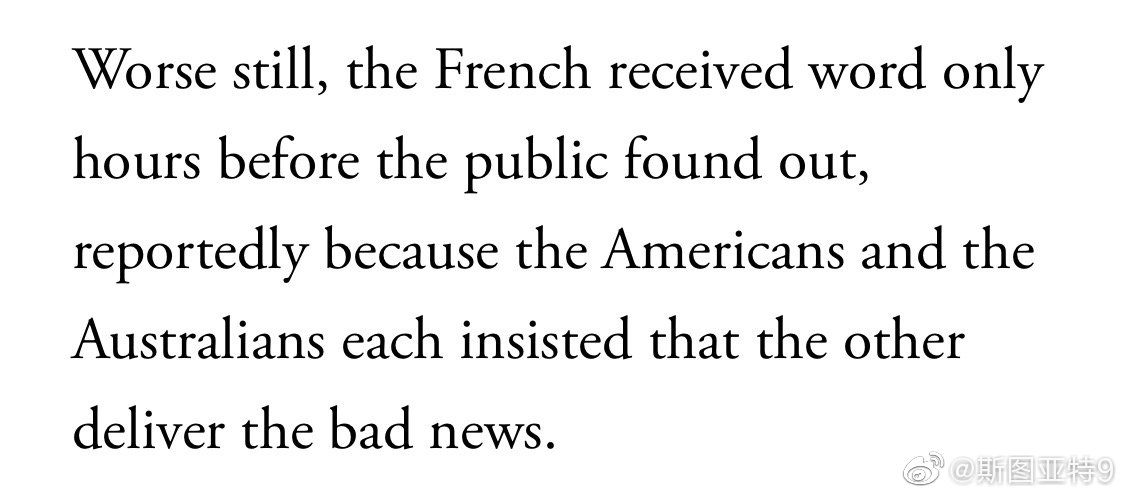 Worse still, the French received word only
hours before the public found out,
reportedly because the Americans and the
Australians each insisted that the other
deliver the bad news.
@斯图亚特9